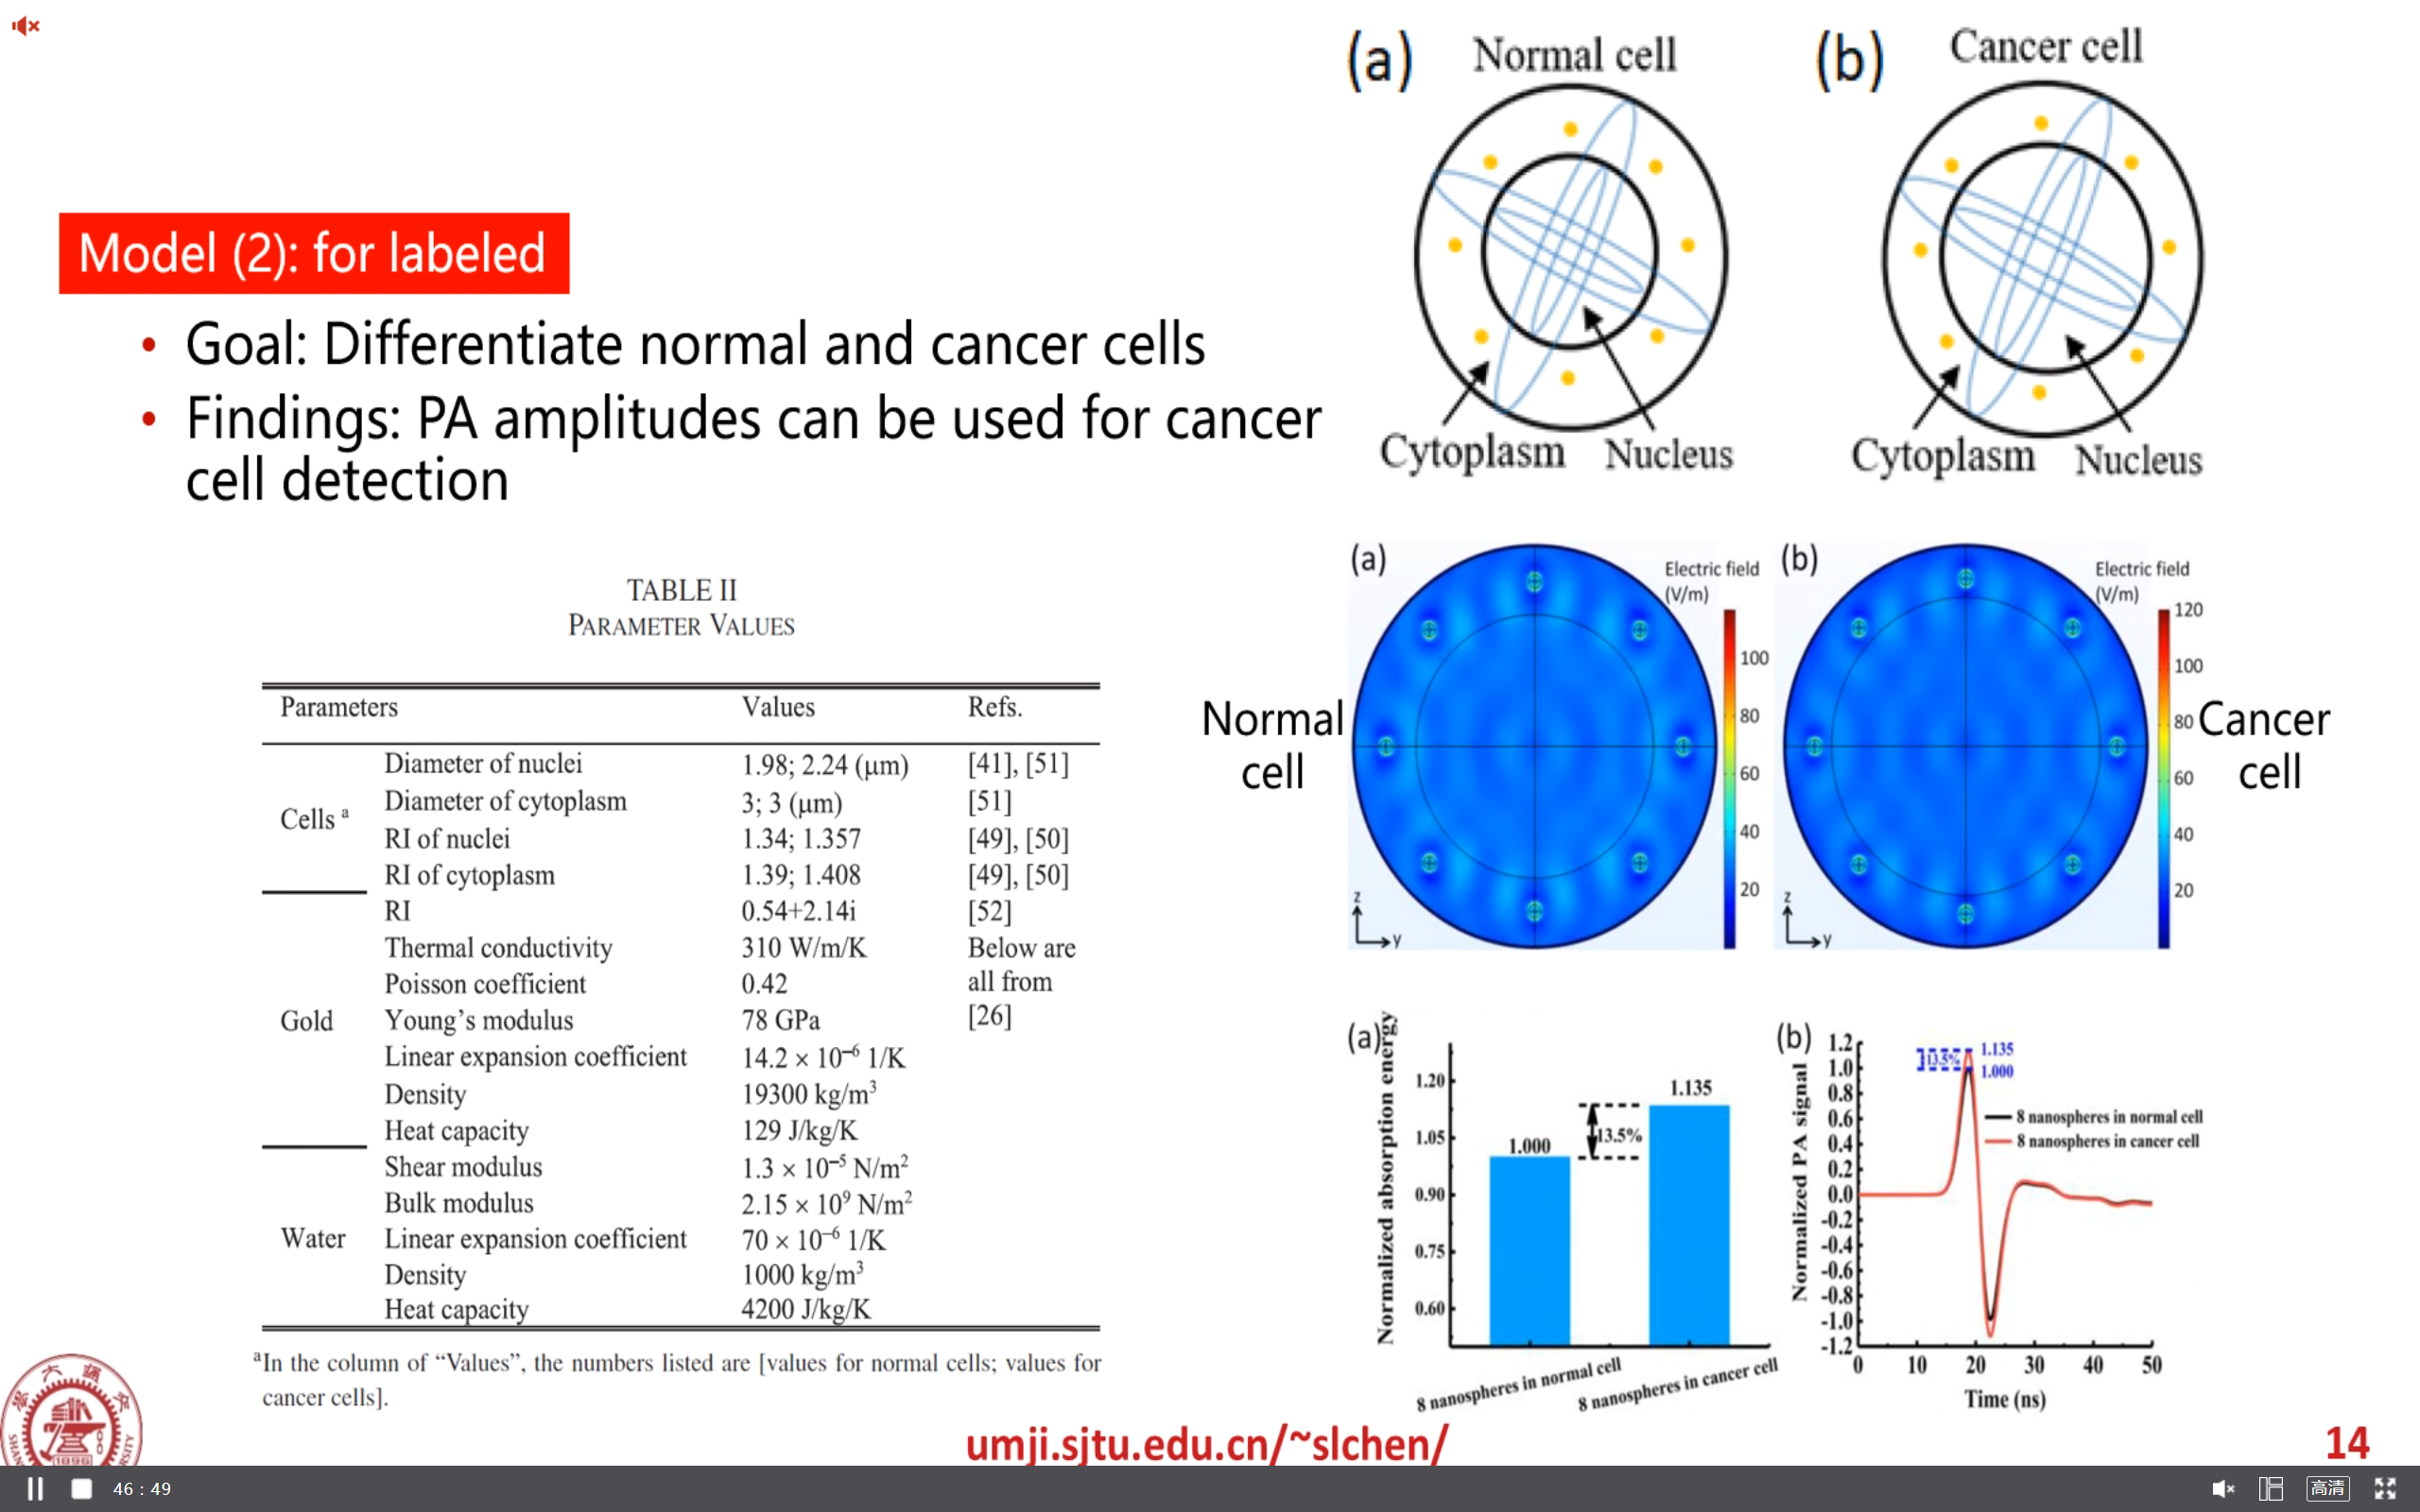 Model (2): for labeled
• Goal: Differentiate normal and cancer cells
• Findings: PA amplitudes can be used for cancer
cell detection
TABLE II
PARAMETER VALUES
Parameters Values Refs.
Cells a
Diameter of nuclei 1.98; 2.24 (μm) [41], [51]
Diameter of cytoplasm 3; 3 (μm) [51]
RI of nuclei 1.34; 1.357 [49], [50]
RI of cytoplasm 1.39; 1.408 [49], [50]
Gold
RI 0.54+2.14i [52]
Thermal conductivity 310 W/m/K Below are
Poisson coefficient 0.42 all from
Young’s modulus 78 GPa [26]
Linear expansion coefficient 14.2 × 10⁻⁶ 1/K
Density 19300 kg/m³
Heat capacity 129 J/kg/K
Water
Shear modulus 1.3 × 10⁻⁵ N/m²
Bulk modulus 2.15 × 10⁹ N/m²
Linear expansion coefficient 70 × 10⁻⁶ 1/K
Density 1000 kg/m³
Heat capacity 4200 J/kg/K
aIn the column of “Values”, the numbers listed are [values for normal cells; values for
cancer cells].
(a) Normal cell
Cytoplasm Nucleus
(b) Cancer cell
Cytoplasm Nucleus
Normal
cell
(a)
Electric field
(V/m)
100
80
60
40
20
z
y
(b)
Electric field
(V/m)
120
100
80
60
40
20
z
y
Cancer
cell
(a)
Normalized absorption energy
1.20
1.05
0.90
0.75
0.60
1.000
13.5%
1.135
8 nanospheres in normal cell
8 nanospheres in cancer cell
(b)
Normalized PA signal
1.2
1.0
0.8
0.6
0.4
0.2
0.0
-0.2
-0.4
-0.6
-0.8
-1.0
-1.2
13.5%
1.135
1.000
8 nanospheres in normal cell
8 nanospheres in cancer cell
0 10 20 30 40 50
Time (ns)
1896
umji.sjtu.edu.cn/~slchen/
14
46 : 49
高清